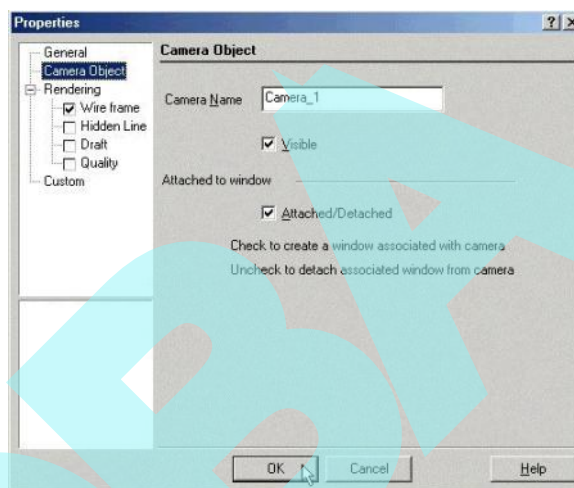 Properties
General
Camera Object
Rendering
Wire frame
Hidden Line
Draft
Quality
Custom
Camera Object
Camera Name Camera_1
Visible
Attached to window
Attached/Detached
Check to create a window associated with camera
Uncheck to detach associated window from camera
OK Cancel Help